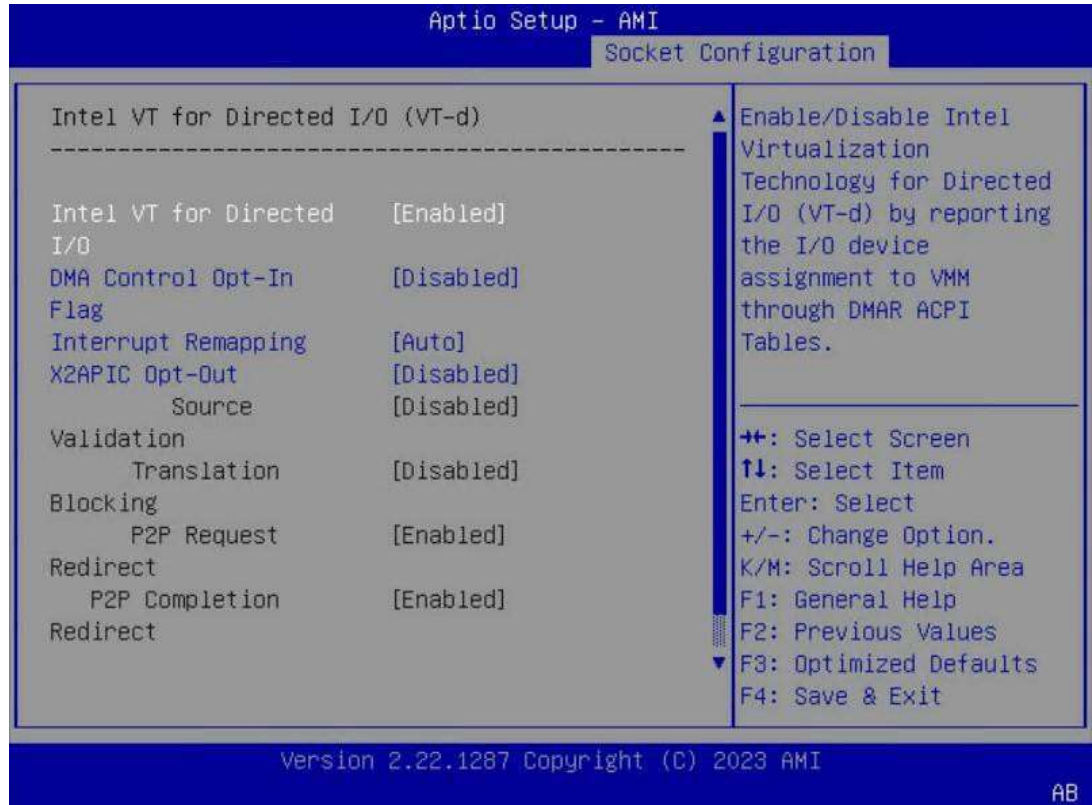 Aptio Setup – AMI
Socket Configuration
Intel VT for Directed I/O (VT-d)
------------------------------------------------
Intel VT for Directed [Enabled]
I/O
DMA Control Opt-In [Disabled]
Flag
Interrupt Remapping [Auto]
X2APIC Opt-Out [Disabled]
Source [Disabled]
Validation
Translation [Disabled]
Blocking
P2P Request [Enabled]
Redirect
P2P Completion [Enabled]
Redirect
Enable/Disable Intel
Virtualization
Technology for Directed
I/O (VT-d) by reporting
the I/O device
assignment to VMM
through DMAR ACPI
Tables.
→←: Select Screen
↑↓: Select Item
Enter: Select
+/-: Change Option.
K/M: Scroll Help Area
F1: General Help
F2: Previous Values
F3: Optimized Defaults
F4: Save & Exit
Version 2.22.1287 Copyright (C) 2023 AMI
AB